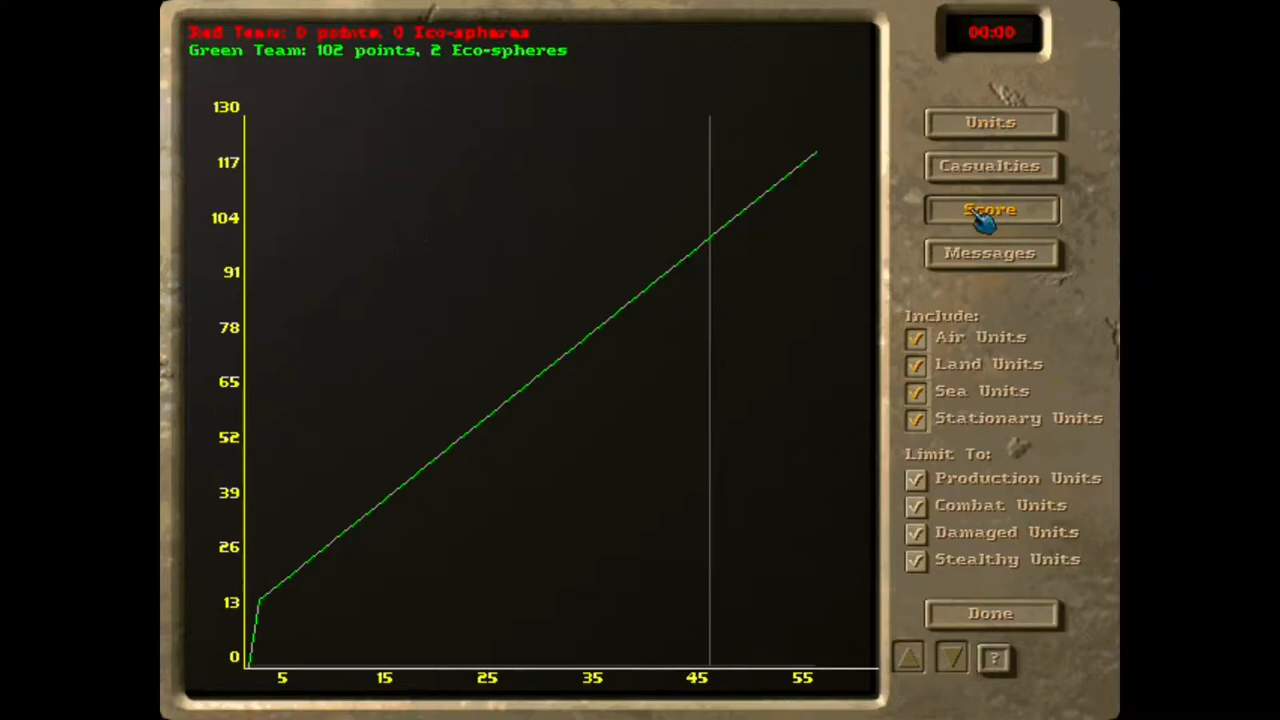 Red Team: 0 points, 0 Eco-spheres
Green Team: 102 points, 2 Eco-spheres
00:00
130
117
104
91
78
65
52
39
26
13
0
5 15 25 35 45 55
Units
Casualties
Score
Messages
Include:
Air Units
Land Units
Sea Units
Stationary Units
Limit To:
Production Units
Combat Units
Damaged Units
Stealthy Units
Done
?